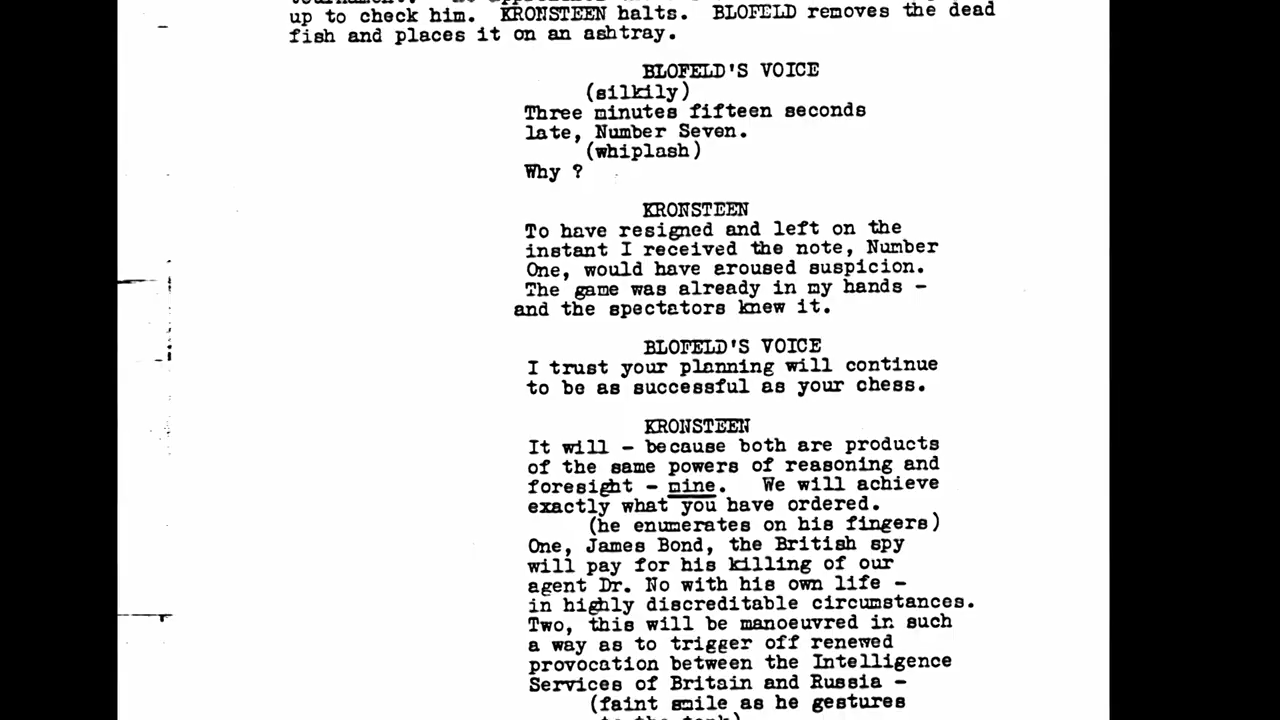 up to check him. KRONSTEEN halts. BLOFELD removes the dead
fish and places it on an ashtray.
BLOFELD'S VOICE
(silkily)
Three minutes fifteen seconds
late, Number Seven.
(whiplash)
Why ?
KRONSTEEN
To have resigned and left on the
instant I received the note, Number
One, would have aroused suspicion.
The game was already in my hands -
and the spectators knew it.
BLOFELD'S VOICE
I trust your planning will continue
to be as successful as your chess.
KRONSTEEN
It will - because both are products
of the same powers of reasoning and
foresight - mine. We will achieve
exactly what you have ordered.
(he enumerates on his fingers)
One, James Bond, the British spy
will pay for his killing of our
agent Dr. No with his own life -
in highly discreditable circumstances.
Two, this will be manoeuvred in such
a way as to trigger off renewed
provocation between the Intelligence
Services of Britain and Russia -
(faint smile as he gestures